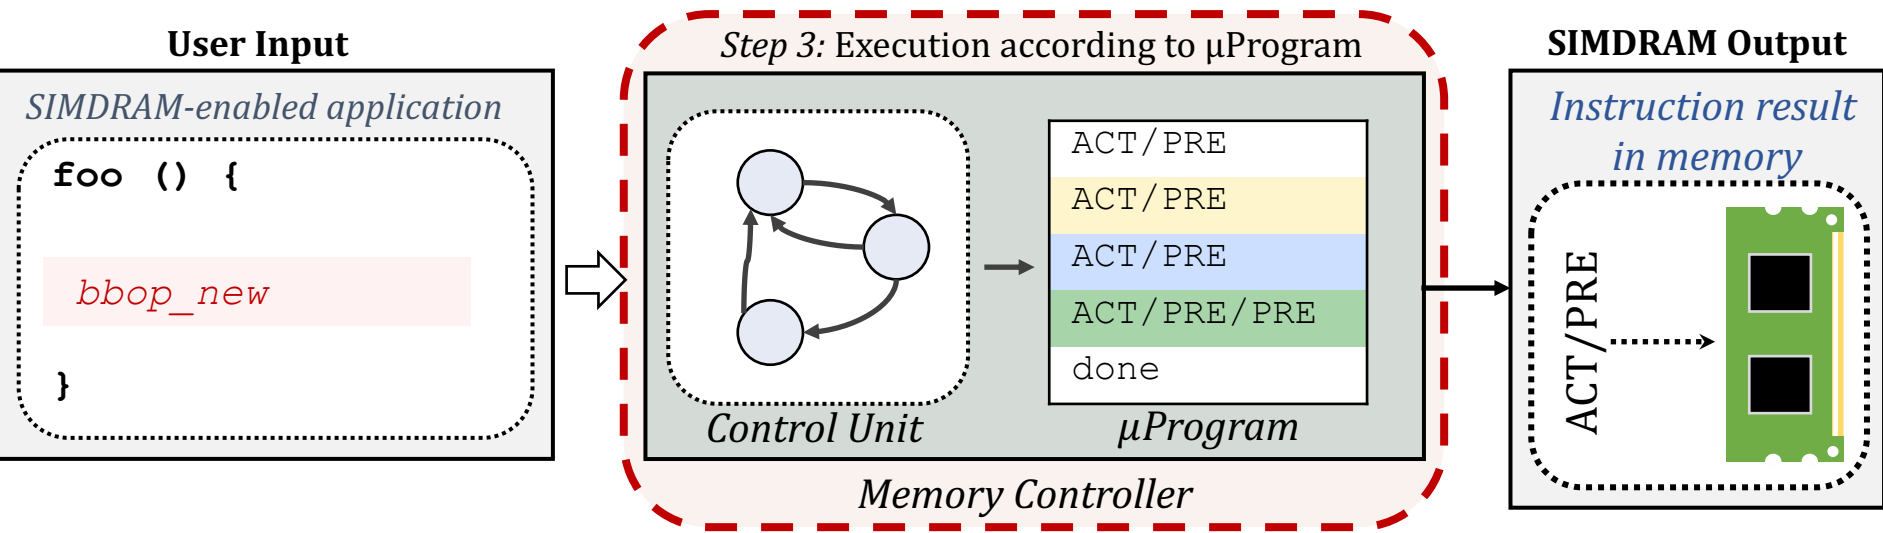 User Input
SIMDRAM-enabled application
foo () {
bbop_new
}
Step 3: Execution according to μProgram
Control Unit
ACT/PRE
ACT/PRE
ACT/PRE
ACT/PRE/PRE
done
μProgram
Memory Controller
SIMDRAM Output
Instruction result
in memory
ACT/PRE